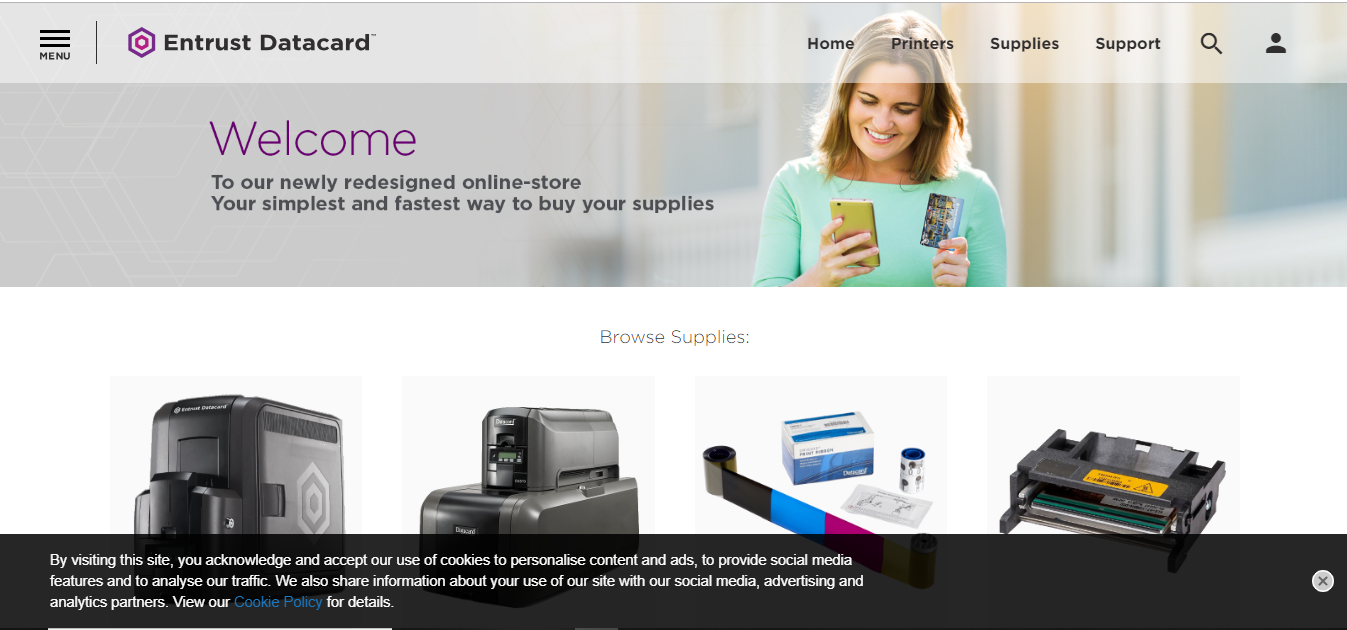 MENU
Entrust Datacard™
Home
Printers
Supplies
Support
Welcome
To our newly redesigned online-store
Your simplest and fastest way to buy your supplies
Browse Supplies:
Entrust Datacard
Datacard
Datacard
PRINT RIBBON
Datacard
By visiting this site, you acknowledge and accept our use of cookies to personalise content and ads, to provide social media
features and to analyse our traffic. We also share information about your use of our site with our social media, advertising and
analytics partners. View our Cookie Policy for details.